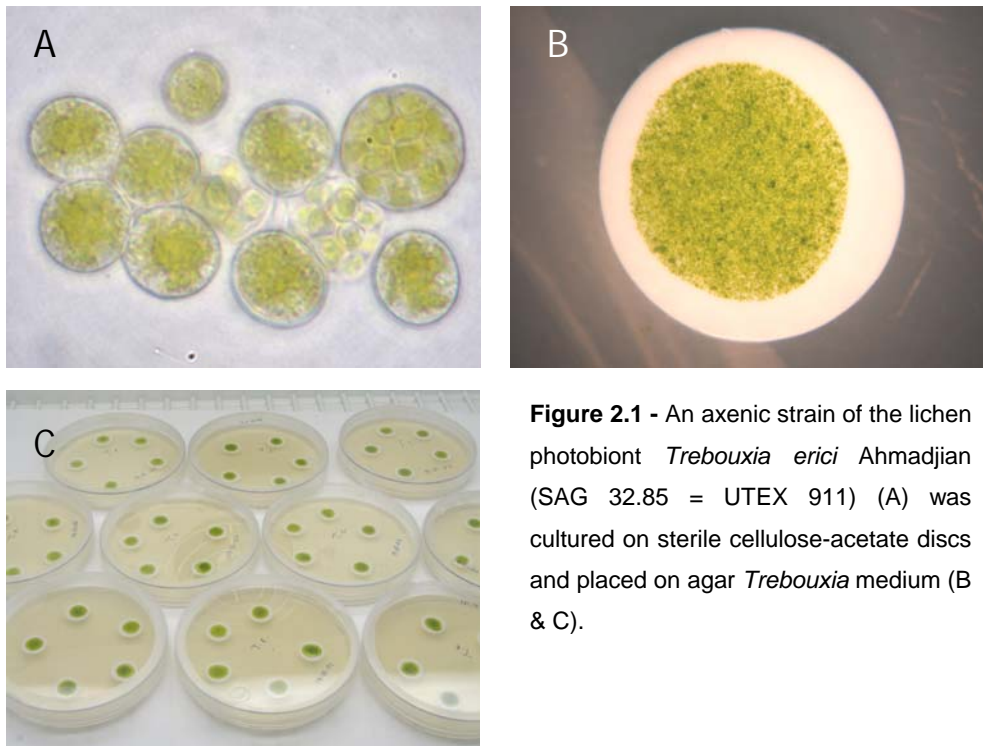 A
B
C
Figure 2.1 - An axenic strain of the lichen
photobiont Trebouxia erici Ahmadjian
(SAG 32.85 = UTEX 911) (A) was
cultured on sterile cellulose-acetate discs
and placed on agar Trebouxia medium (B
& C).